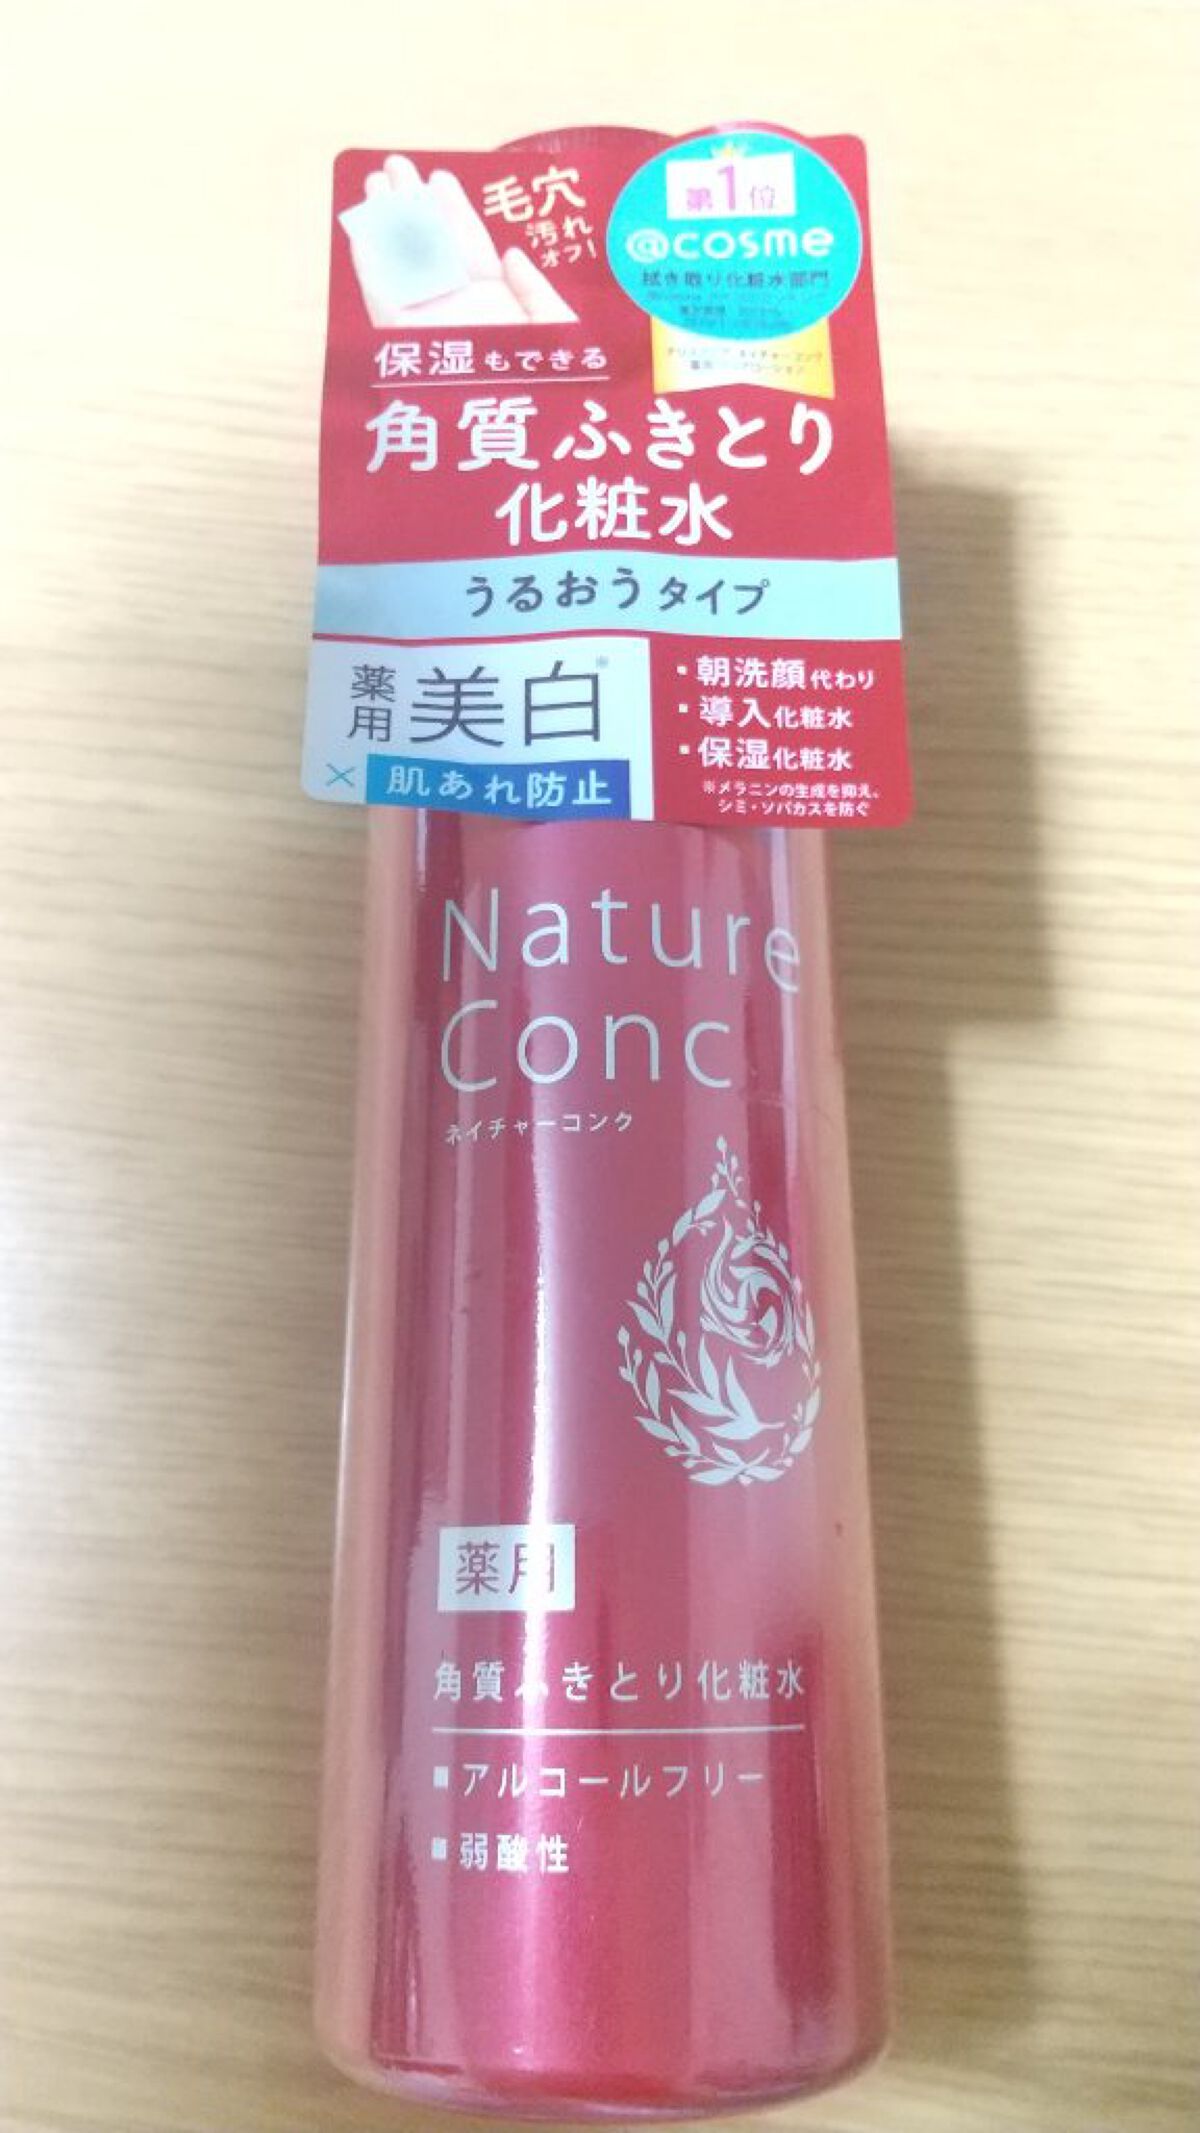 毛穴
汚れ
オフ!
第1位
@cosme
拭き取り化粧水部門
保湿もできる
角質ふきとり
化粧水
うるおうタイプ
薬用
美白※
× 肌あれ防止
・朝洗顔代わり
・導入化粧水
・保湿化粧水
※メラニンの生成を抑え、
シミ・ソバカスを防ぐ
Nature
Conc
ネイチャーコンク
薬用
角質ふきとり化粧水
■アルコールフリー
■弱酸性